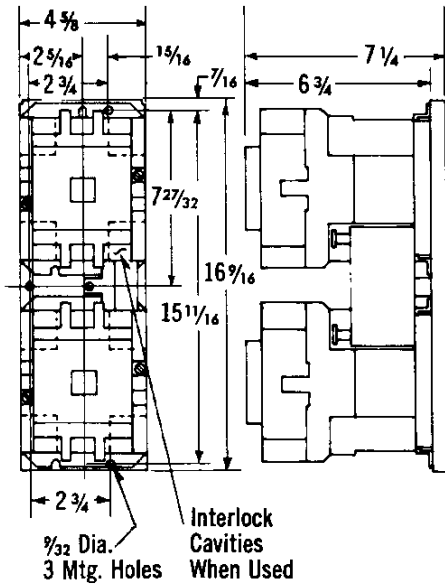 4 5/8
2 5/16
15/16
2 3/4
7/16
7 1/4
6 3/4
7 27/32
16 9/16
15 11/16
2 3/4
9/32 Dia.
3 Mtg. Holes
Interlock
Cavities
When Used